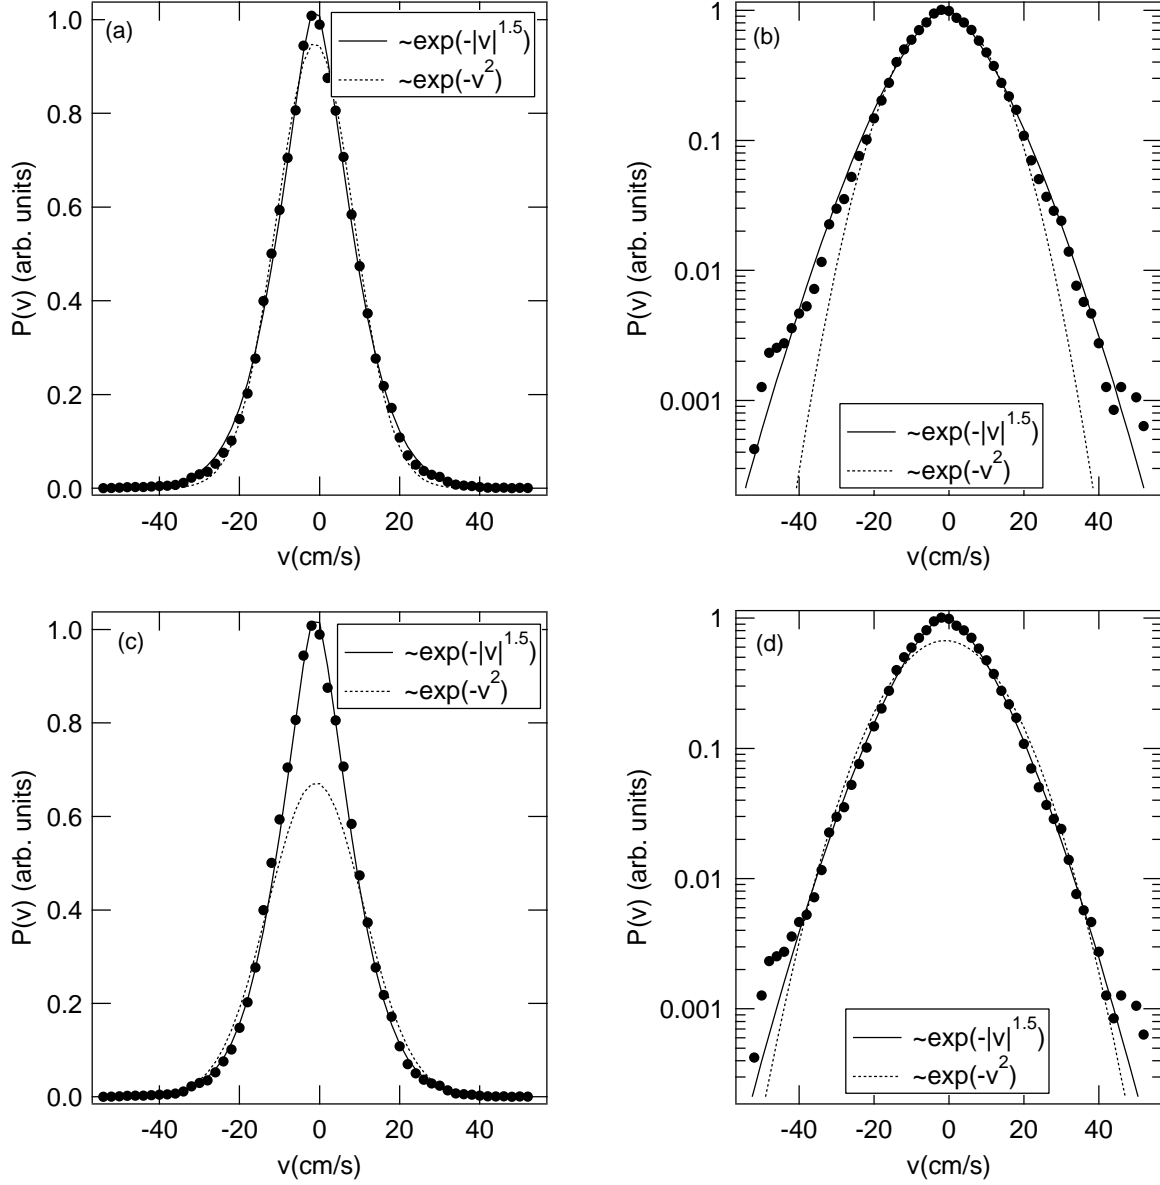 (a)
~exp(-|v|^1.5)
~exp(-v^2)
1.0
0.8
0.6
0.4
0.2
0.0
P(v) (arb. units)
-40 -20 0 20 40
v(cm/s)
(b)
1
0.1
0.01
0.001
P(v) (arb. units)
~exp(-|v|^1.5)
~exp(-v^2)
-40 -20 0 20 40
v(cm/s)
(c)
~exp(-|v|^1.5)
~exp(-v^2)
1.0
0.8
0.6
0.4
0.2
0.0
P(v) (arb. units)
-40 -20 0 20 40
v(cm/s)
(d)
1
0.1
0.01
0.001
P(v) (arb. units)
~exp(-|v|^1.5)
~exp(-v^2)
-40 -20 0 20 40
v(cm/s)